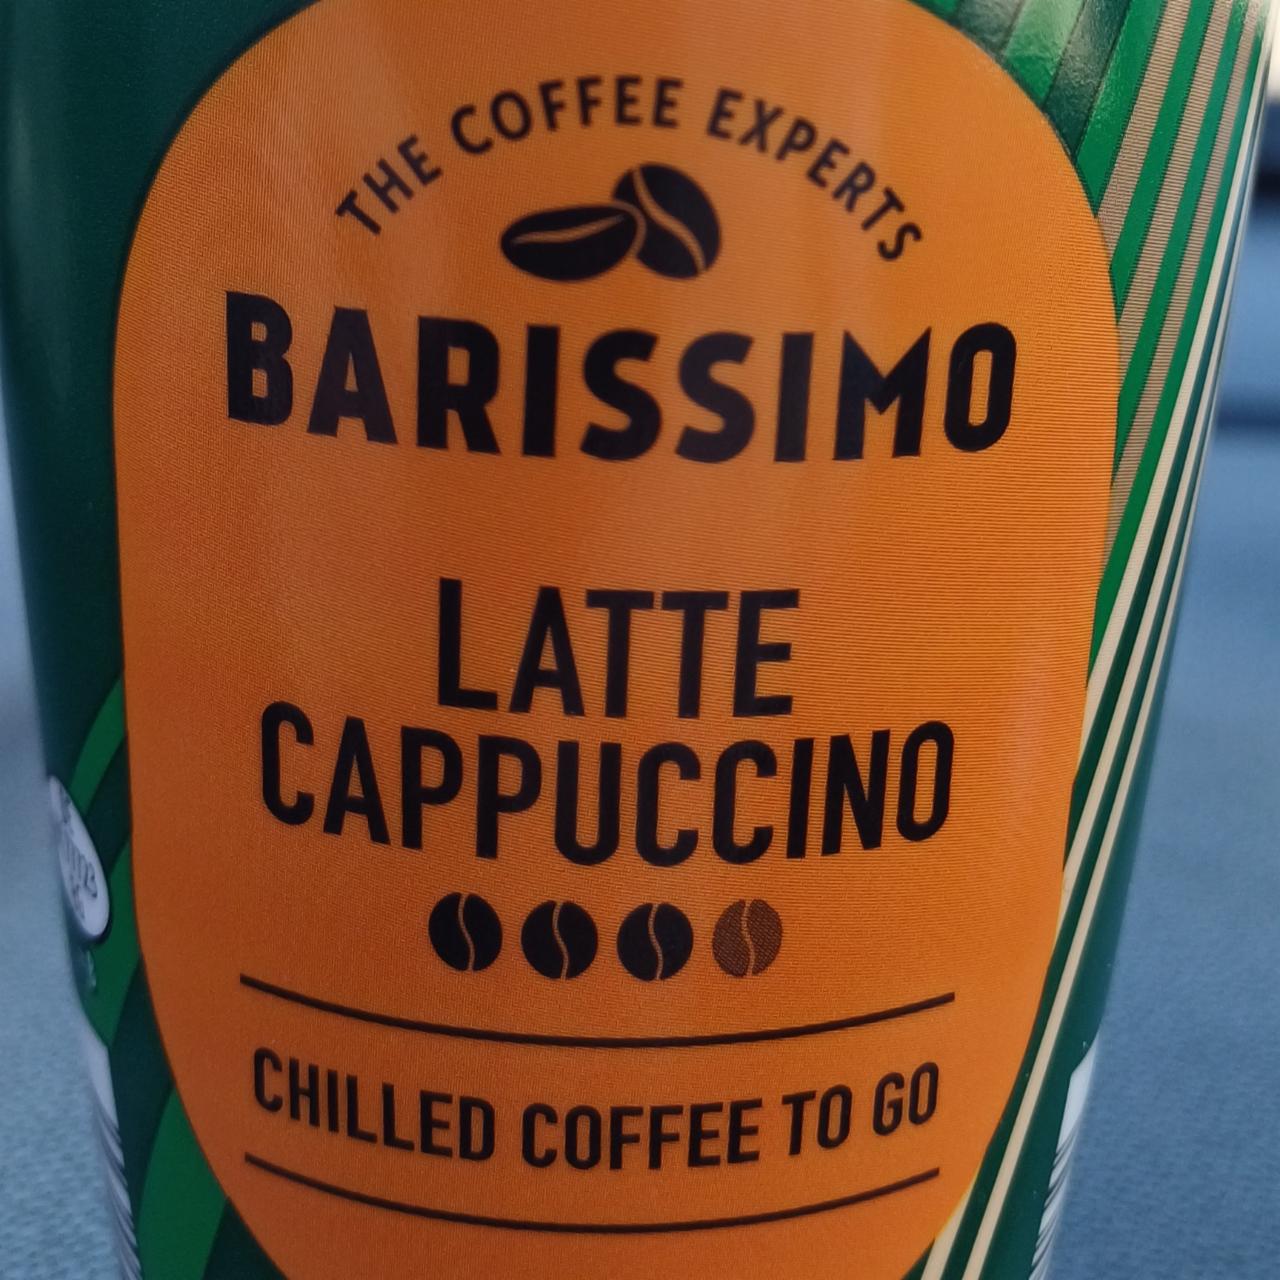 THE COFFEE EXPERTS
BARISSIMO
LATTE
CAPPUCCINO
CHILLED COFFEE TO GO